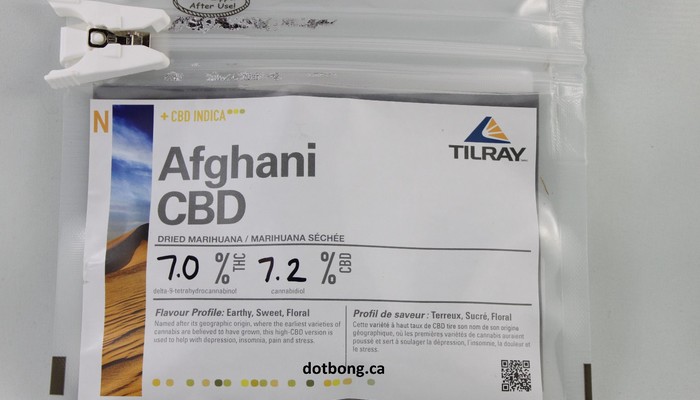 After Use!
N
+ CBD INDICA
TILRAY
Afghani
CBD
DRIED MARIHUANA / MARIHUANA SÉCHÉE
7.0 % THC 7.2 % CBD
delta-9-tetrahydrocannabinol cannabidiol
Flavour Profile: Earthy, Sweet, Floral
Named after its geographic origin, where the earliest varieties of
cannabis are believed to have grown, this high-CBD version is
used to help with depression, insomnia, pain and stress.
Profil de saveur : Terreux, Sucré, Floral
Cette variété à haut taux de CBD tire son nom de son origine
géographique, où les premières variétés de cannabis auraient
poussé et sert à soulager la dépression, l'insomnie, la douleur et
le stress.
dotbong.ca